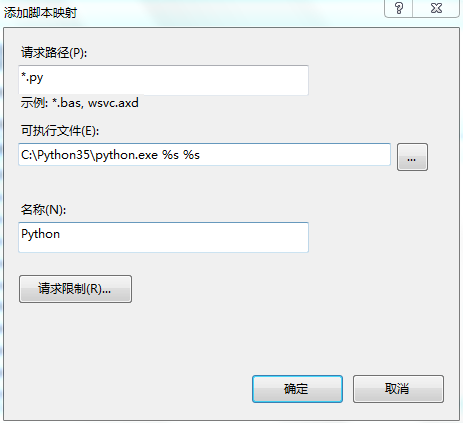 添加脚本映射
请求路径(P):
*.py
示例: *.bas, wsvc.axd
可执行文件(E):
C:\Python35\python.exe %s %s
...
名称(N):
Python
请求限制(R)...
确定
取消